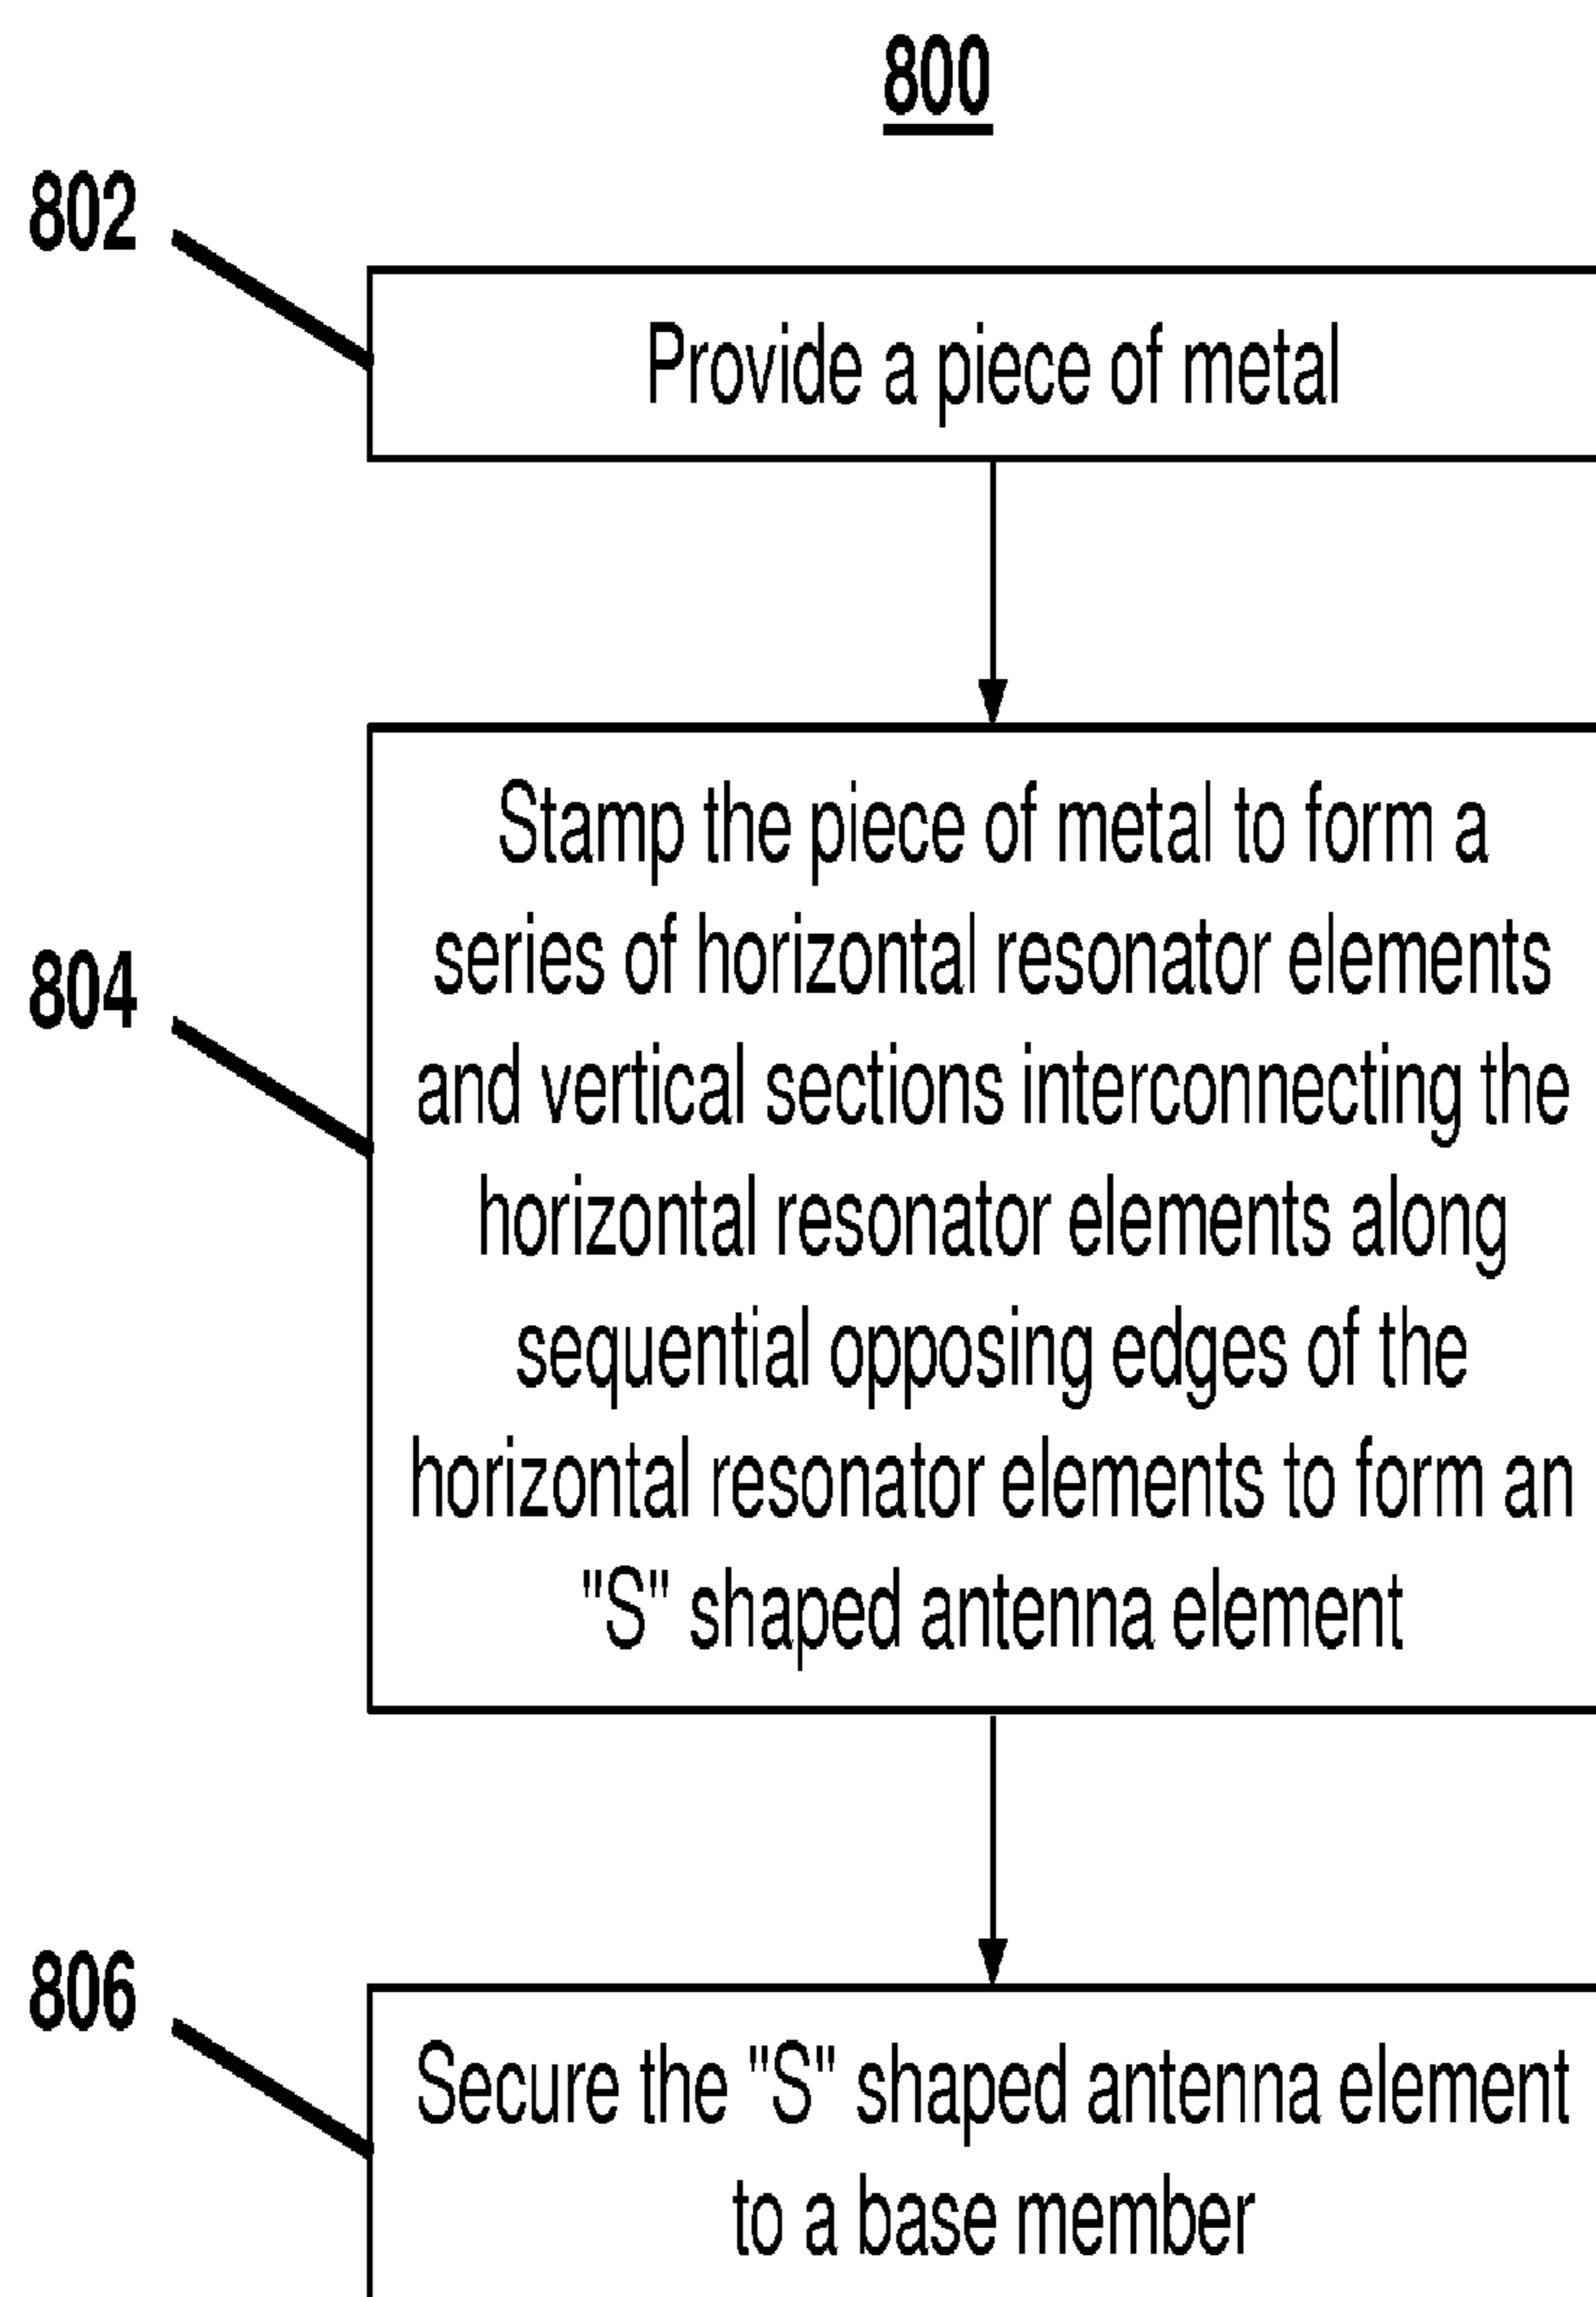 800
802
Provide a piece of metal
804
Stamp the piece of metal to form a
series of horizontal resonator elements
and vertical sections interconnecting the
horizontal resonator elements along
sequential opposing edges of the
horizontal resonator elements to form an
"S" shaped antenna element
806
Secure the "S" shaped antenna element
to a base member